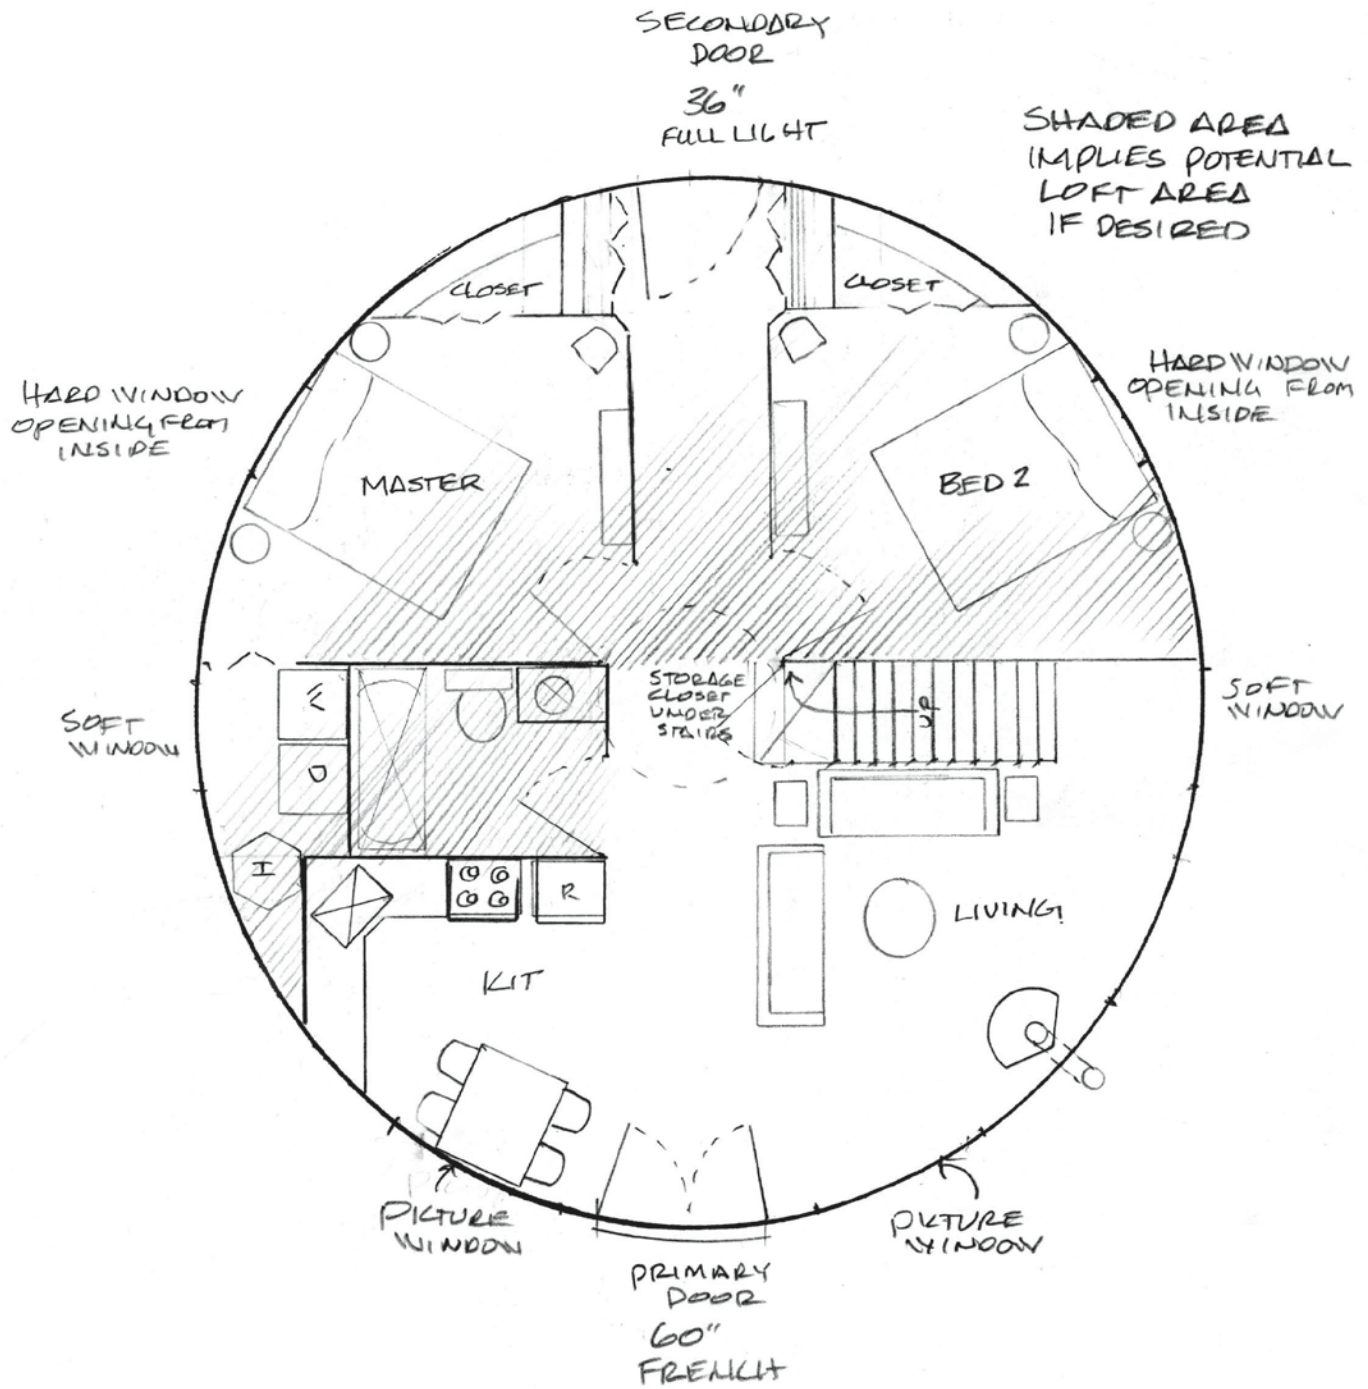 SECONDARY
DOOR
36"
FULL LIGHT
SHADED AREA
IMPLIES POTENTIAL
LOFT AREA
IF DESIRED
CLOSET
CLOSET
HARD WINDOW
OPENING FROM
INSIDE
HARD WINDOW
OPENING FROM
INSIDE
MASTER
BED 2
STORAGE
CLOSET
UNDER
STAIRS
UP
W
D
SOFT
WINDOW
SOFT
WINDOW
I
R
LIVING
KIT
PICTURE
WINDOW
PICTURE
WINDOW
PRIMARY
DOOR
60"
FRENCH